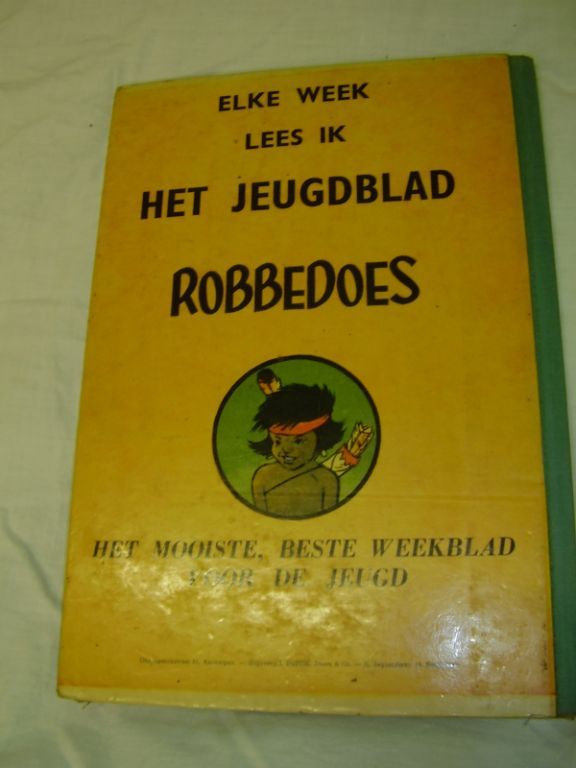 ELKE WEEK
LEES IK
HET JEUGDBLAD
ROBBEDOES
HET MOOISTE, BESTE WEEKBLAD
VOOR DE JEUGD